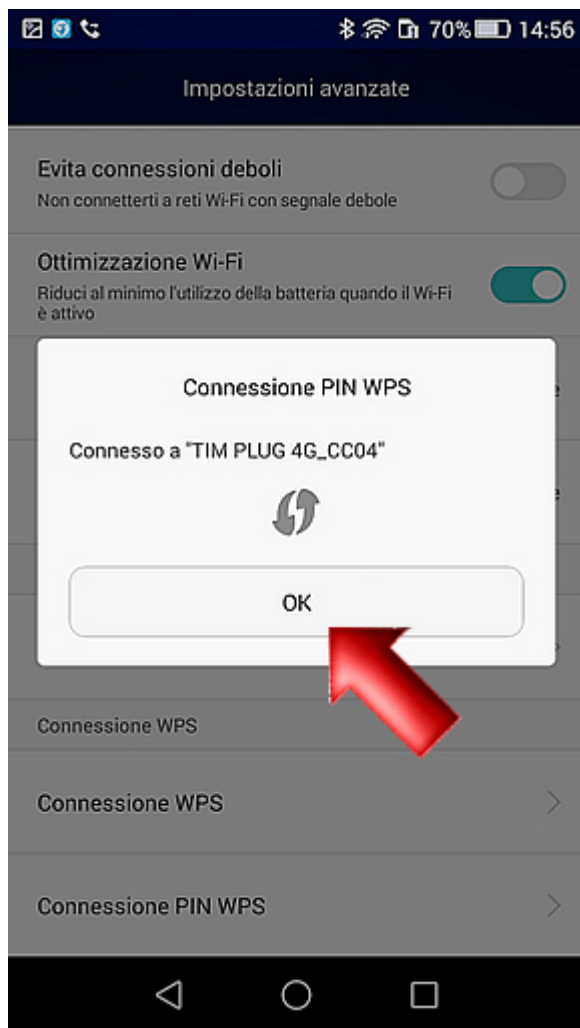 70% 14:56
Impostazioni avanzate
Evita connessioni deboli
Non connetterti a reti Wi-Fi con segnale debole
Ottimizzazione Wi-Fi
Riduci al minimo l'utilizzo della batteria quando il Wi-Fi
è attivo
Connessione PIN WPS
Connesso a "TIM PLUG 4G_CC04"
OK
Connessione WPS
Connessione WPS
Connessione PIN WPS